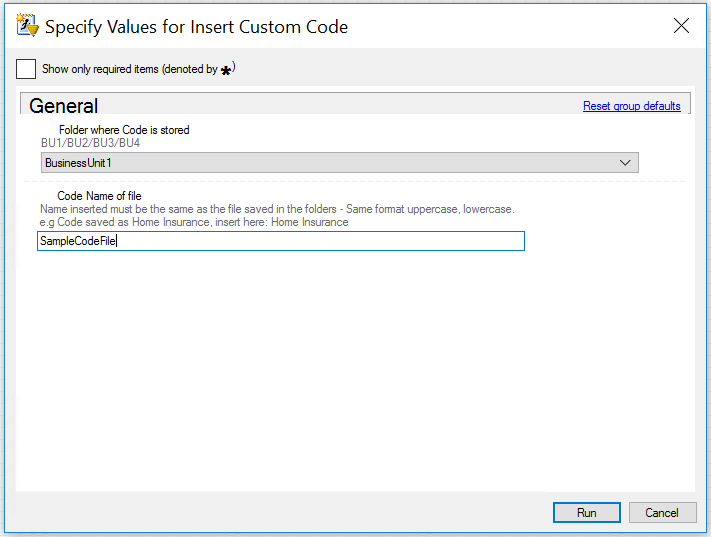 Specify Values for Insert Custom Code
Show only required items (denoted by *)
General
Reset group defaults
Folder where Code is stored
BU1/BU2/BU3/BU4
BusinessUnit1
Code Name of file
Name inserted must be the same as the file saved in the folders - Same format uppercase, lowercase.
e.g Code saved as Home Insurance, insert here: Home Insurance
SampleCodeFile
Run
Cancel